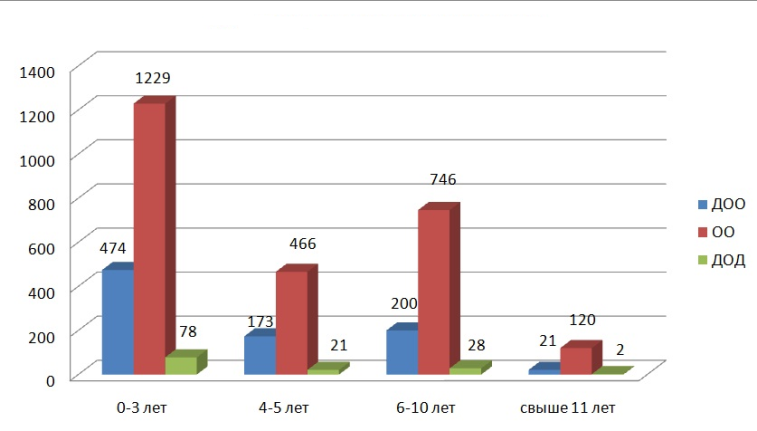 1400
1200
1000
800
600
400
200
0
474
1229
78
173
466
21
200
746
28
21
120
2
0-3 лет
4-5 лет
6-10 лет
свыше 11 лет
ДОО
ОО
ДОД